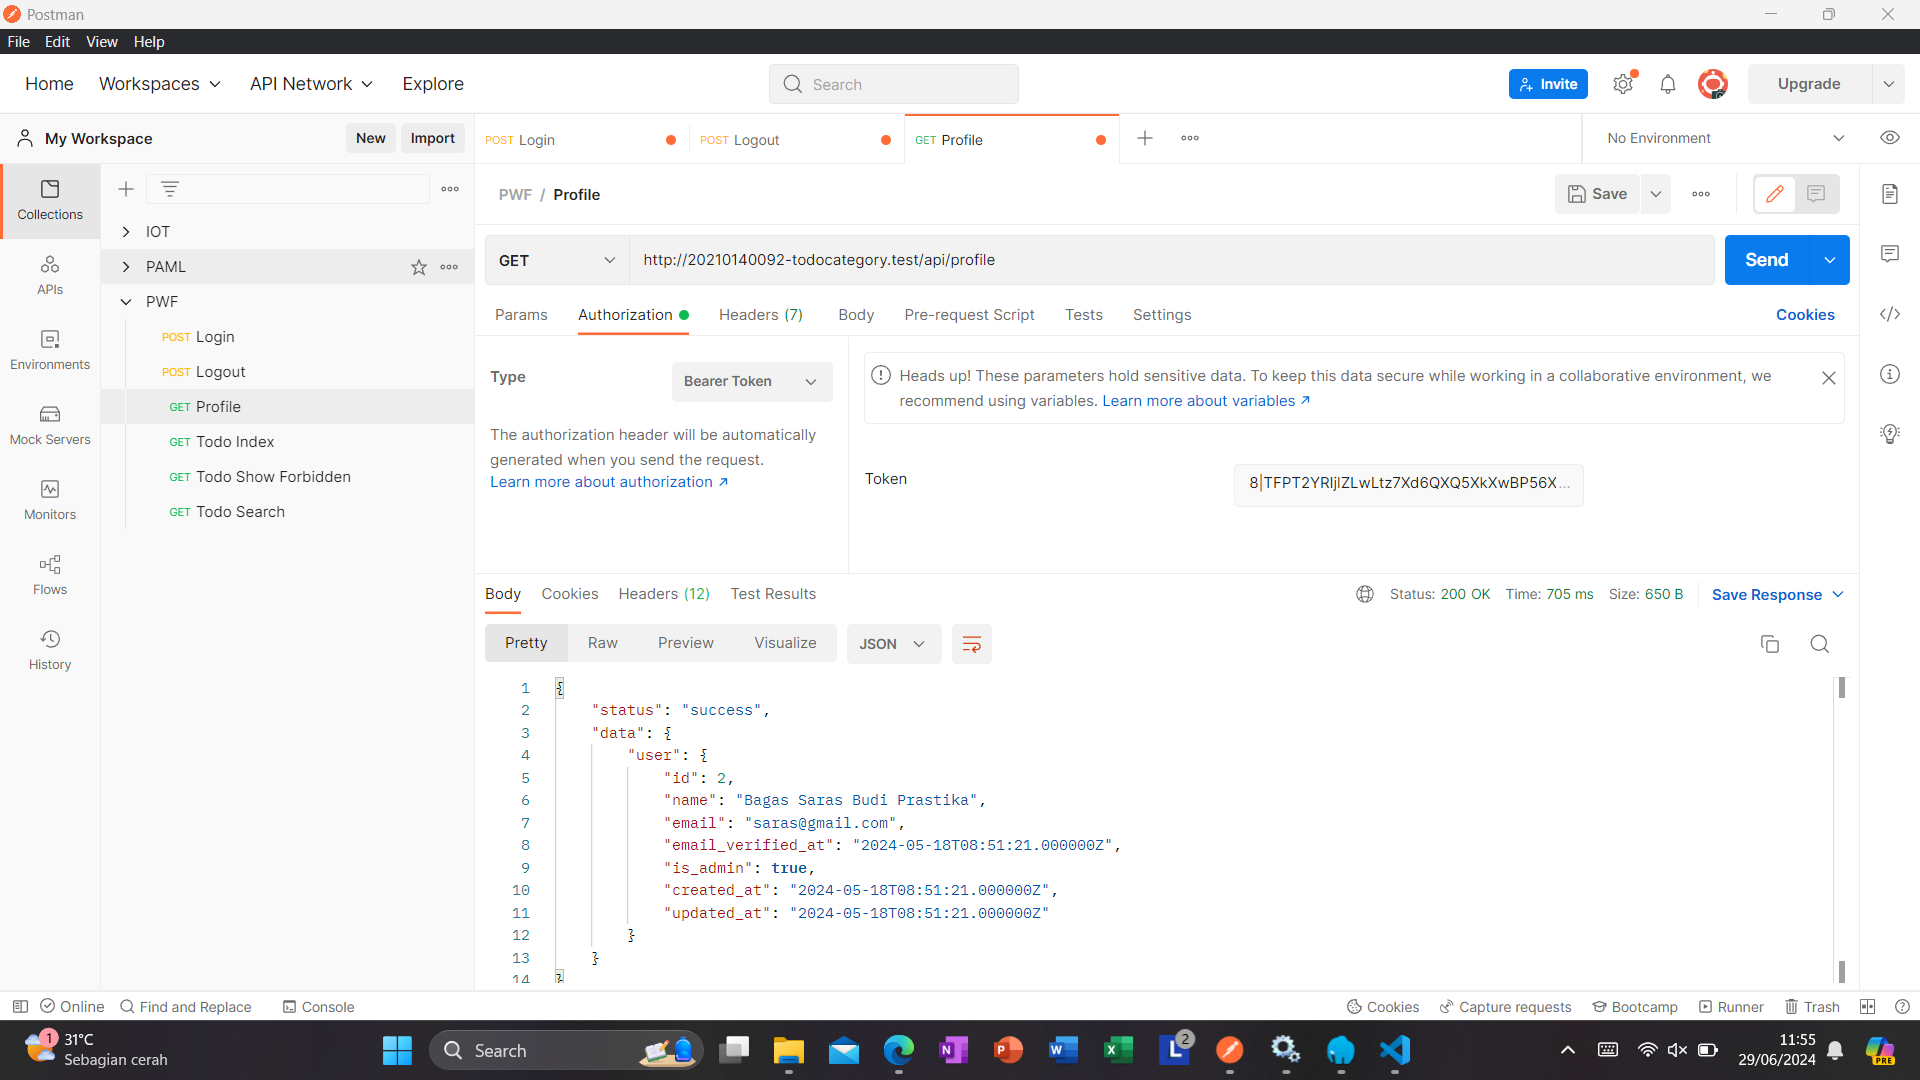 Postman
File Edit View Help
Home Workspaces API Network Explore Search Invite Upgrade
My Workspace New Import POST Login POST Logout GET Profile No Environment
PWF / Profile Save
Collections
APIs
Environments
Mock Servers
Monitors
Flows
History
IOT
PAML
PWF
POST Login
POST Logout
GET Profile
GET Todo Index
GET Todo Show Forbidden
GET Todo Search
GET http://20210140092-todocategory.test/api/profile Send
Params Authorization Headers (7) Body Pre-request Script Tests Settings Cookies
Type Bearer Token
The authorization header will be automatically
generated when you send the request.
Learn more about authorization ↗
Heads up! These parameters hold sensitive data. To keep this data secure while working in a collaborative environment, we
recommend using variables. Learn more about variables ↗
Token 8|TFPT2YRIjlZLwLtz7Xd6QXQ5XkXwBP56X...
Body Cookies Headers (12) Test Results Status: 200 OK Time: 705 ms Size: 650 B Save Response
Pretty Raw Preview Visualize JSON
1 {
2 "status": "success",
3 "data": {
4 "user": {
5 "id": 2,
6 "name": "Bagas Saras Budi Prastika",
7 "email": "saras@gmail.com",
8 "email_verified_at": "2024-05-18T08:51:21.000000Z",
9 "is_admin": true,
10 "created_at": "2024-05-18T08:51:21.000000Z",
11 "updated_at": "2024-05-18T08:51:21.000000Z"
12 }
13 }
14 }
Online Find and Replace Console Cookies Capture requests Bootcamp Runner Trash
1 31°C
Sebagian cerah
Search
2
PRE
11:55
29/06/2024